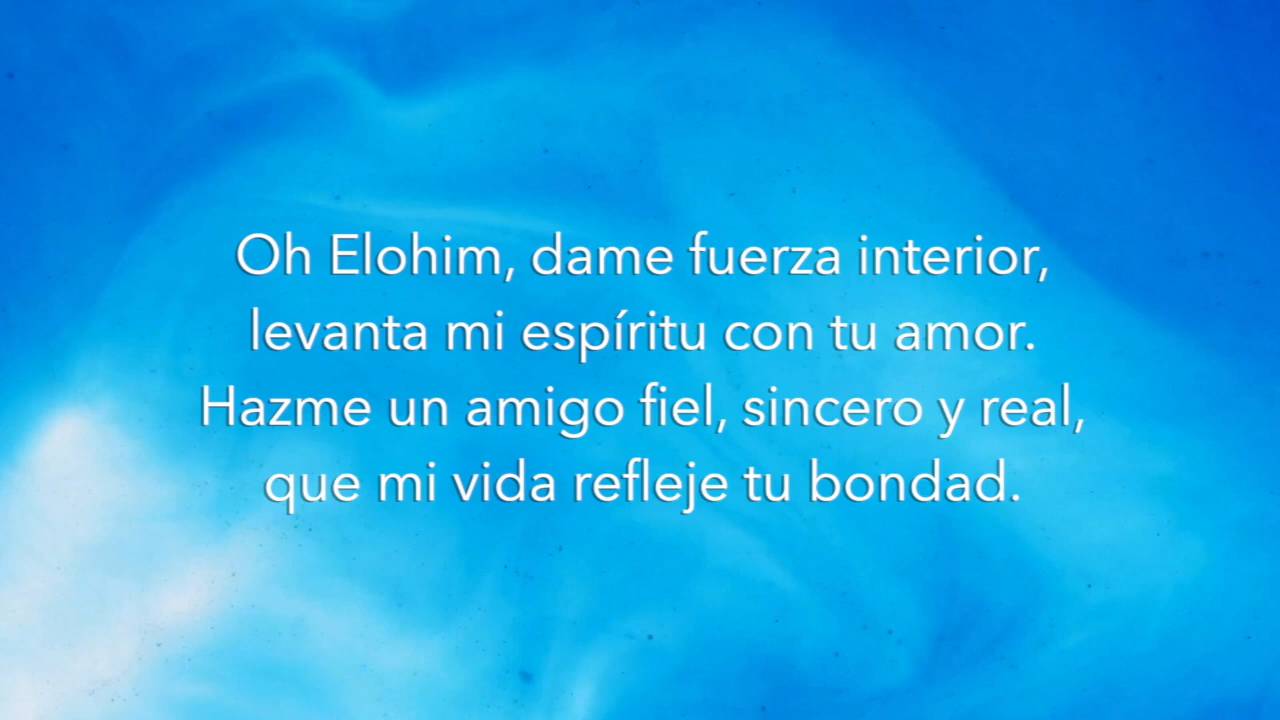 Oh Elohim, dame fuerza interior,
levanta mi espíritu con tu amor.
Hazme un amigo fiel, sincero y real,
que mi vida refleje tu bondad.